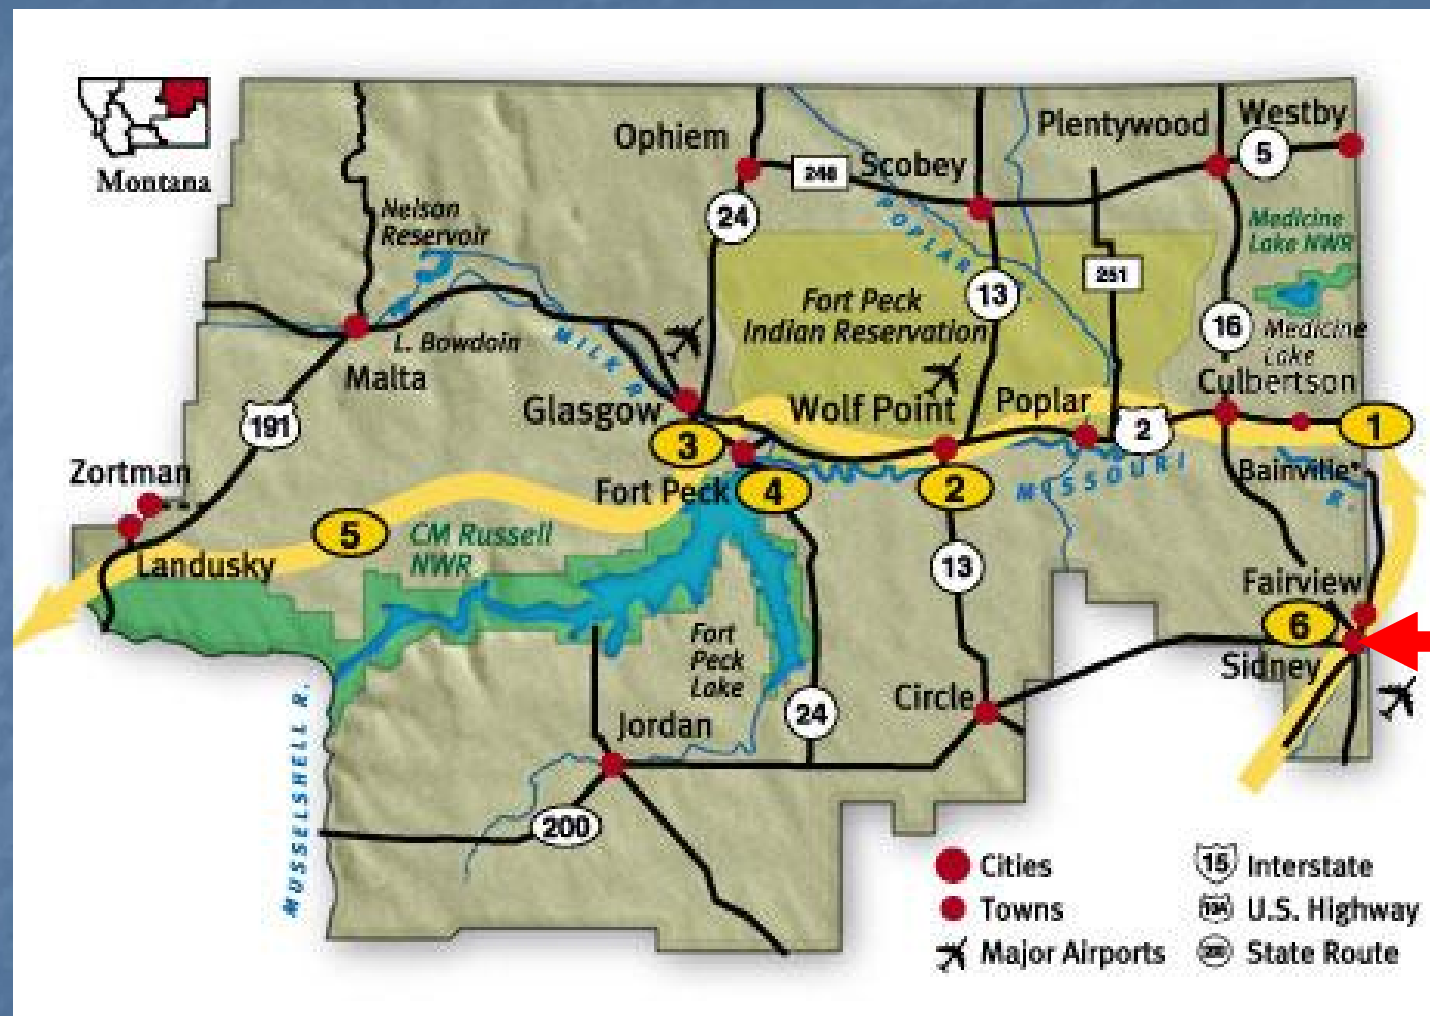 Montana
Ophiem
248
Scobey
Plentywood
Westby
5
24
Nelson
Reservoir
POPLAR R.
Medicine
Lake NWR
251
13
Fort Peck
Indian Reservation
16
Medicine
Lake
L. Bowdoin
MILK R.
Malta
Culbertson
Glasgow
Wolf Point
Poplar
191
2
1
3
Zortman
Fort Peck
4
2
MISSOURI
R.
Bainville
5
CM Russell
NWR
Landusky
13
Fairview
6
Sidney
Fort
Peck
Lake
MUSSELSHELL R.
Circle
24
Jordan
200
Cities
Towns
Major Airports
15 Interstate
U.S. Highway
State Route